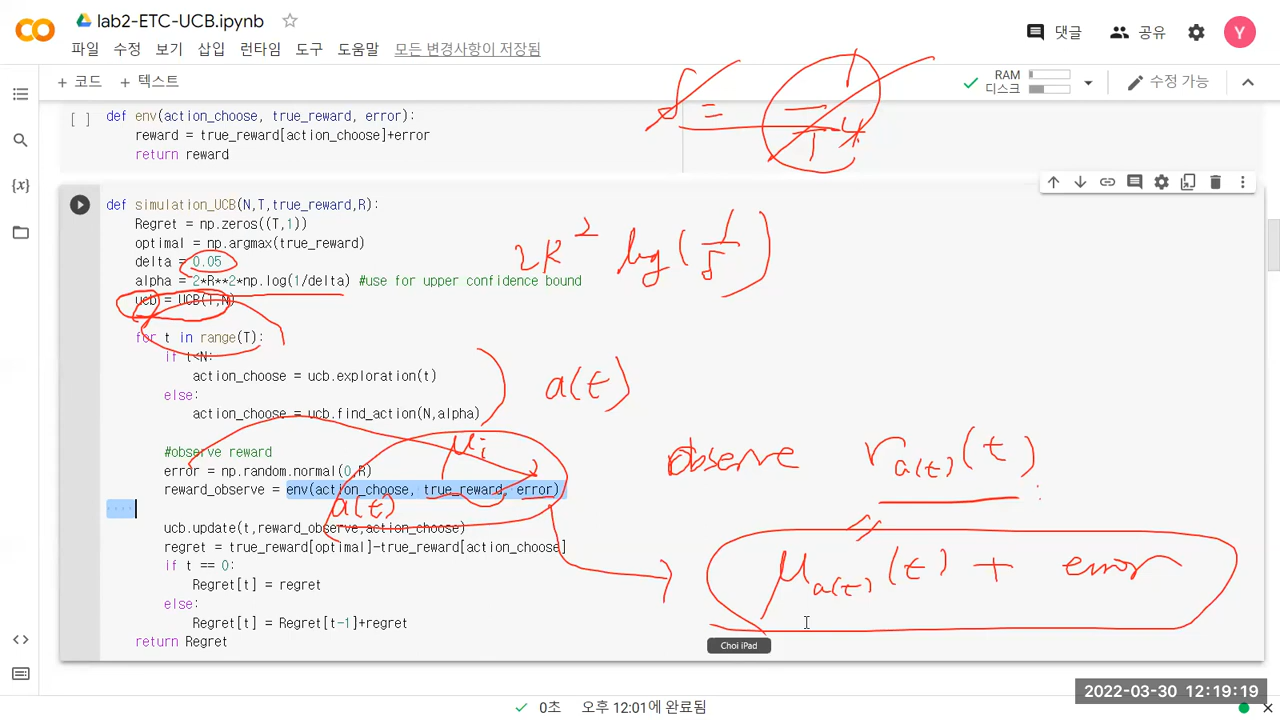 lab2-ETC-UCB.ipynb
파일 수정 보기 삽입 런타임 도구 도움말 모든 변경사항이 저장됨
댓글 공유 Y
+ 코드 + 텍스트
RAM
디스크
수정 가능
[ ]
def env(action_choose, true_reward, error):
reward = true_reward[action_choose]+error
return reward
def simulation_UCB(N,T,true_reward,R):
Regret = np.zeros((T,1))
optimal = np.argmax(true_reward)
delta = 0.05
alpha = 2*R**2*np.log(1/delta) #use for upper confidence bound
ucb = UCB(T,N)
for t in range(T):
if t<N:
action_choose = ucb.exploration(t)
else:
action_choose = ucb.find_action(N,alpha)
#observe reward
error = np.random.normal(0,R)
reward_observe = env(action_choose, true_reward, error)
ucb.update(t,reward_observe,action_choose)
regret = true_reward[optimal]-true_reward[action_choose]
if t == 0:
Regret[t] = regret
else:
Regret[t] = Regret[t-1]+regret
return Regret
δ = 1/T⁴
2R² log(1/δ)
a(t)
μi
a(t)
observe r a(t) (t)
μ a(t) (t) + error
Choi iPad
0초 오후 12:01에 완료됨
2022-03-30 12:19:19